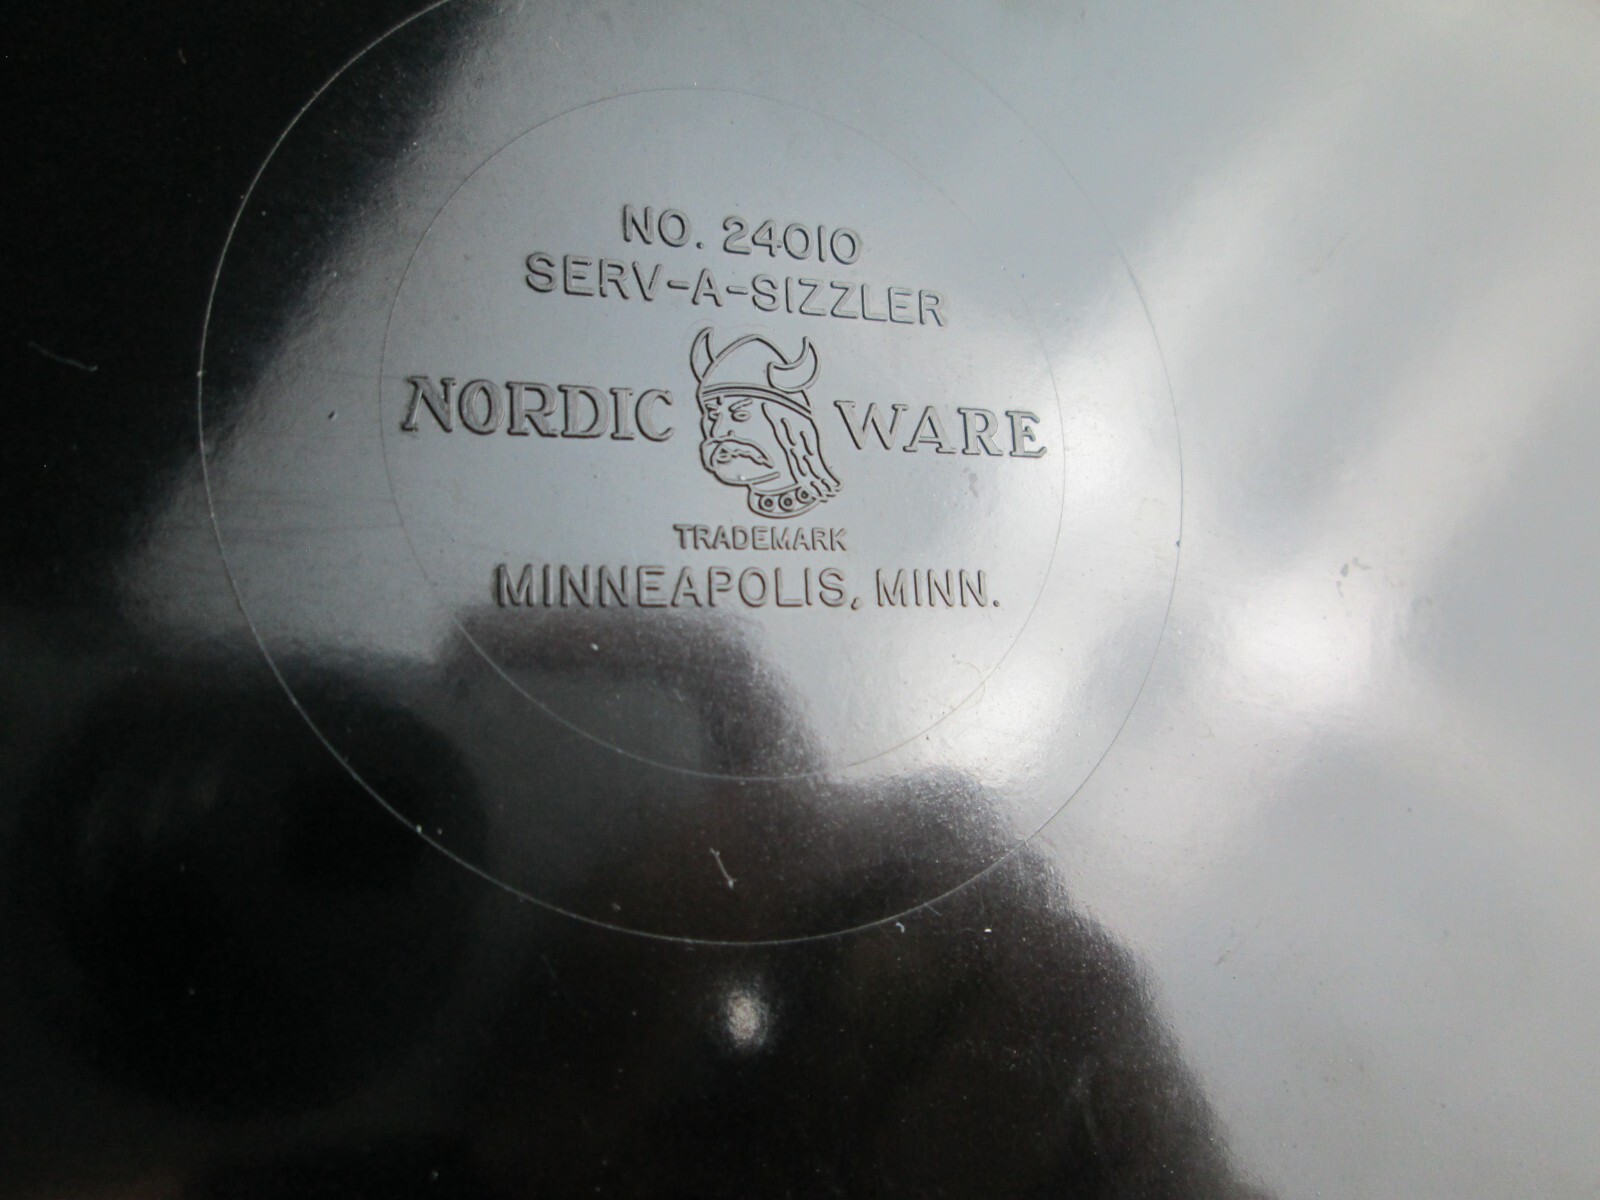 NO. 24010
SERV-A-SIZZLER
NORDIC WARE
TRADEMARK
MINNEAPOLIS, MINN.